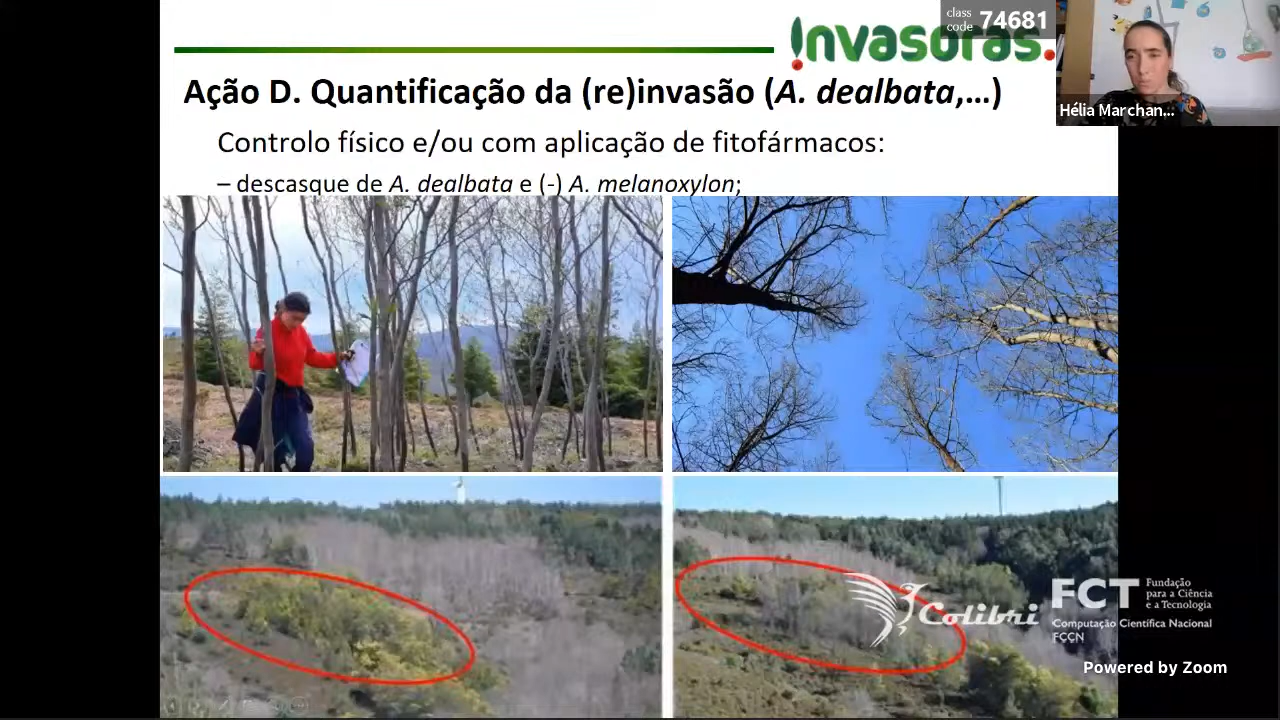 class
code 74681
Invasoras.
Ação D. Quantificação da (re)invasão (A. dealbata,...)
Hélia Marchan...
Controlo físico e/ou com aplicação de fitofármacos:
– descasque de A. dealbata e (-) A. melanoxylon;
Colibri
FCT Fundação
para a Ciência
e a Tecnologia
Computação Científica Nacional
FCCN
Powered by Zoom